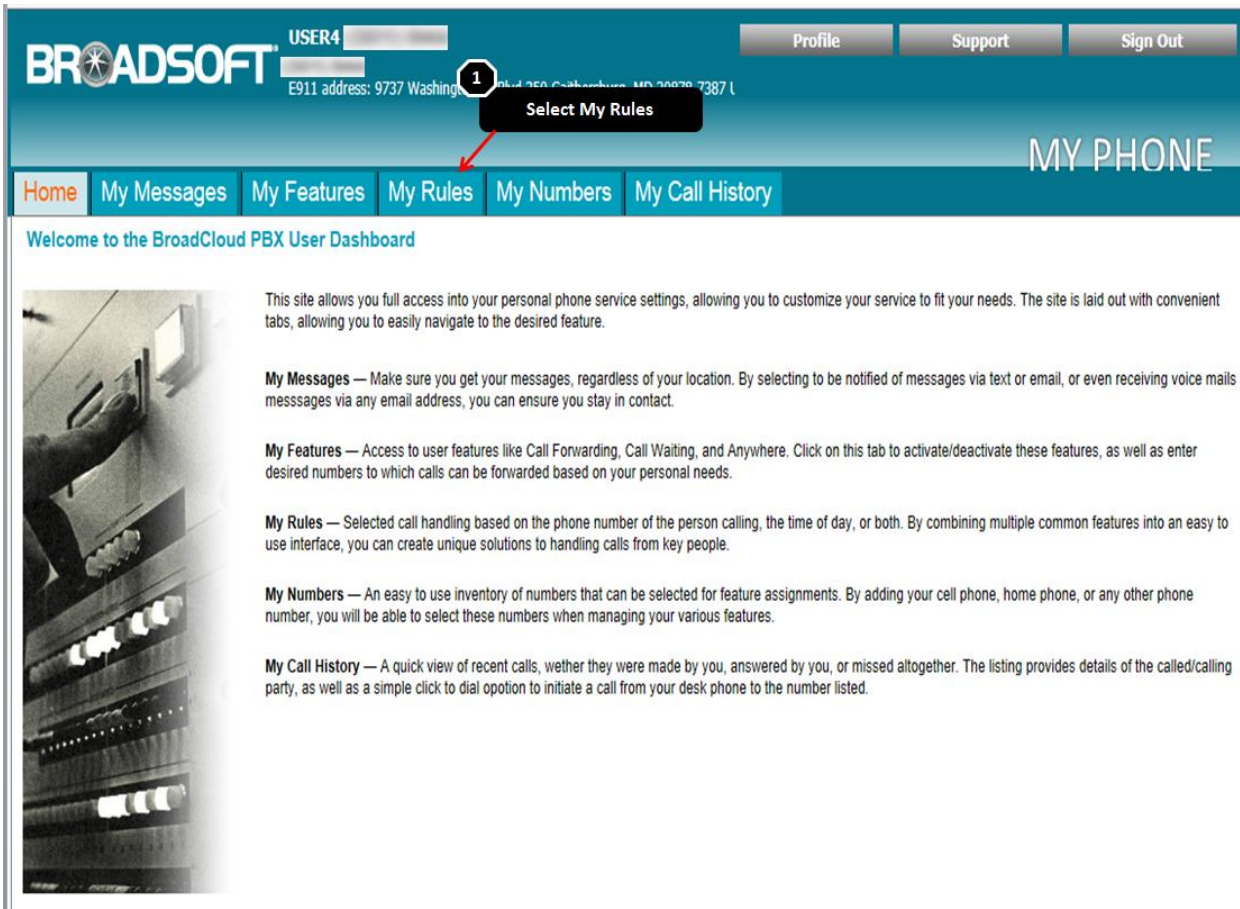 BROADSOFT
USER4
E911 address: 9737 Washing Blvd 250 Gaithersburg, MD 20878-7387 U
Profile
Support
Sign Out
1
Select My Rules
MY PHONE
Home
My Messages
My Features
My Rules
My Numbers
My Call History
Welcome to the BroadCloud PBX User Dashboard
This site allows you full access into your personal phone service settings, allowing you to customize your service to fit your needs. The site is laid out with convenient
tabs, allowing you to easily navigate to the desired feature.
My Messages — Make sure you get your messages, regardless of your location. By selecting to be notified of messages via text or email, or even receiving voice mails
messsages via any email address, you can ensure you stay in contact.
My Features — Access to user features like Call Forwarding, Call Waiting, and Anywhere. Click on this tab to activate/deactivate these features, as well as enter
desired numbers to which calls can be forwarded based on your personal needs.
My Rules — Selected call handling based on the phone number of the person calling, the time of day, or both. By combining multiple common features into an easy to
use interface, you can create unique solutions to handling calls from key people.
My Numbers — An easy to use inventory of numbers that can be selected for feature assignments. By adding your cell phone, home phone, or any other phone
number, you will be able to select these numbers when managing your various features.
My Call History — A quick view of recent calls, wether they were made by you, answered by you, or missed altogether. The listing provides details of the called/calling
party, as well as a simple click to dial opotion to initiate a call from your desk phone to the number listed.